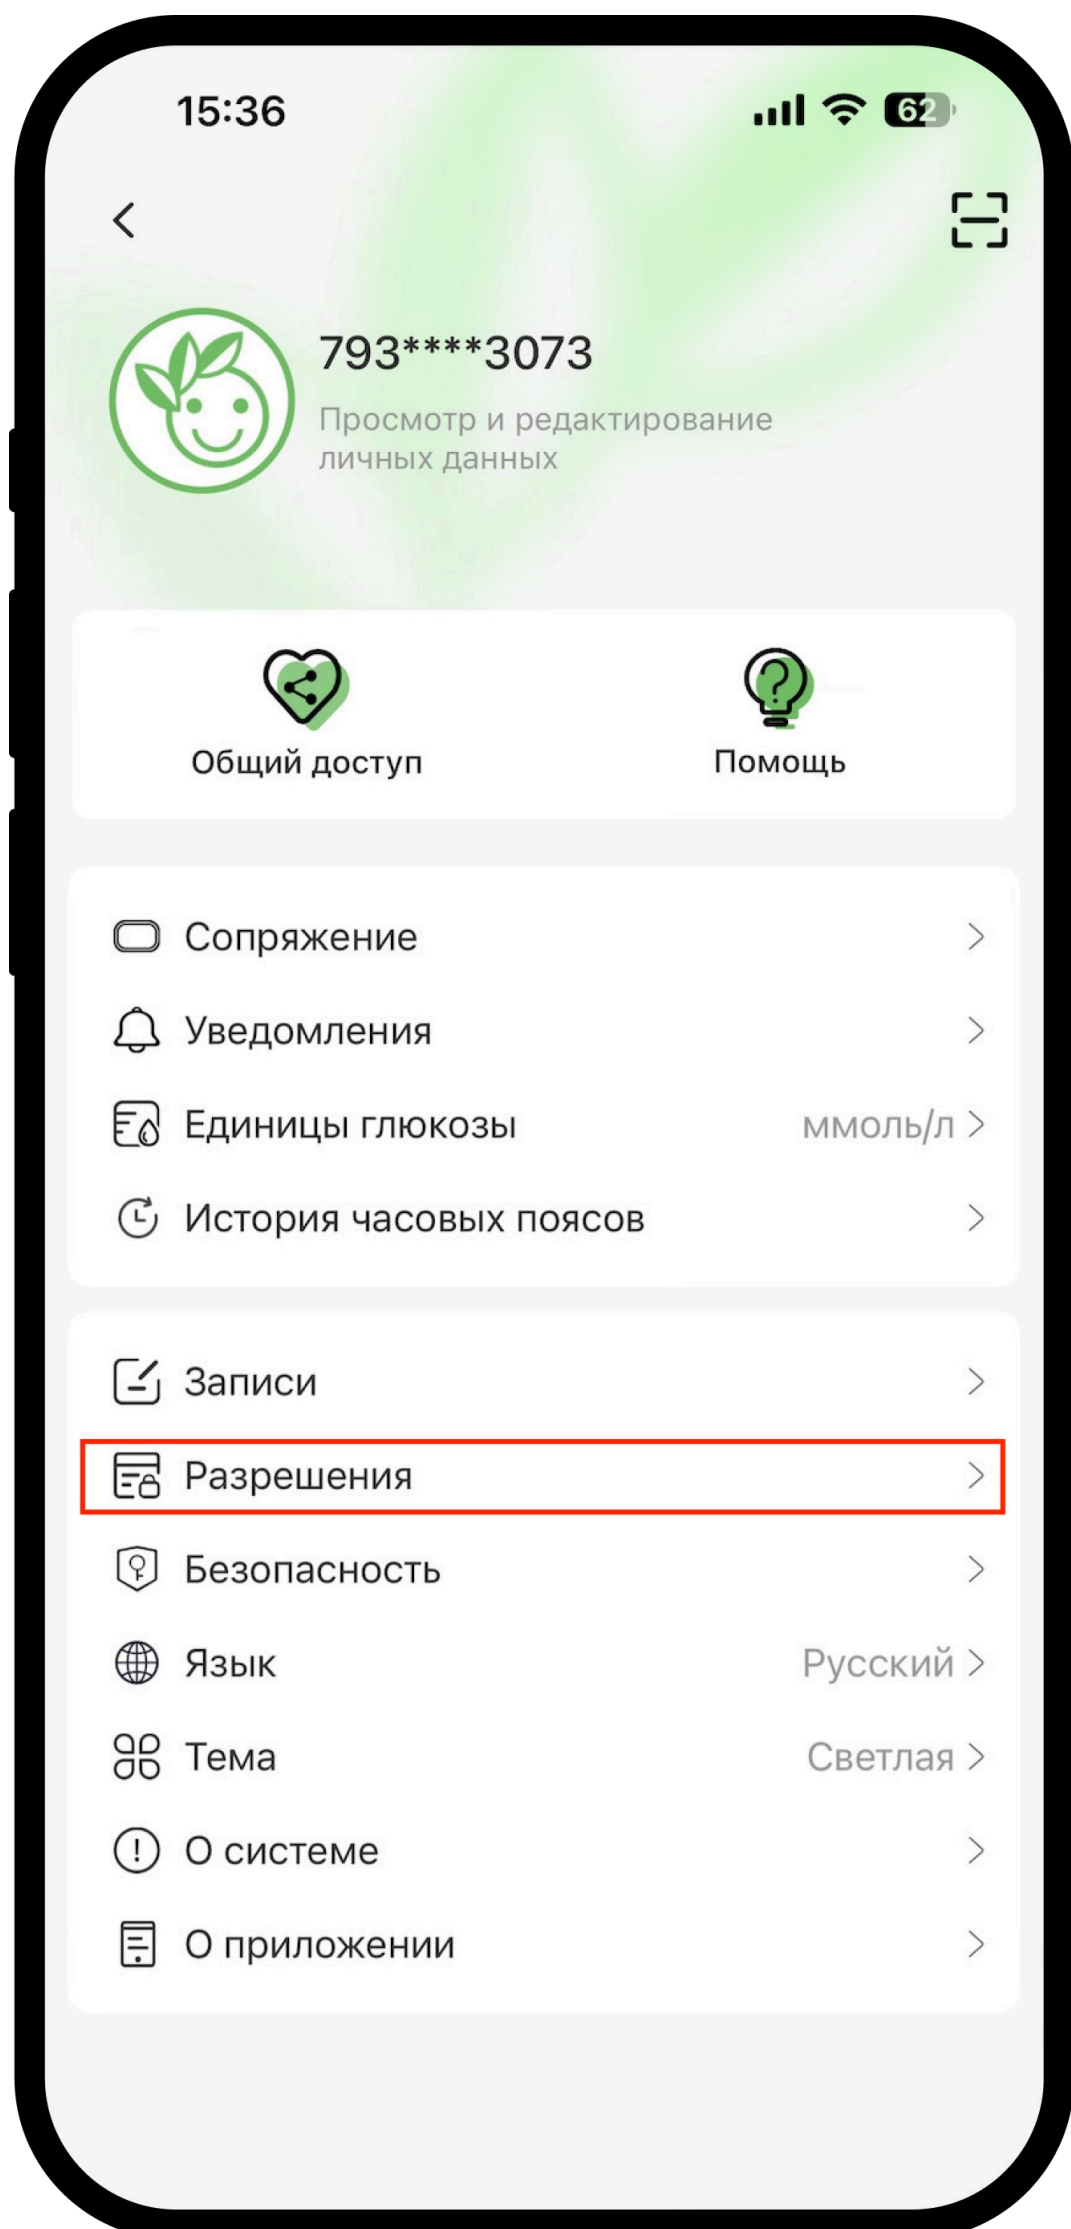 15:36
62
793****3073
Просмотр и редактирование
личных данных
Общий доступ
Помощь
Сопряжение
Уведомления
Единицы глюкозы ммоль/л
История часовых поясов
Записи
Разрешения
Безопасность
Язык Русский
Тема Светлая
О системе
О приложении